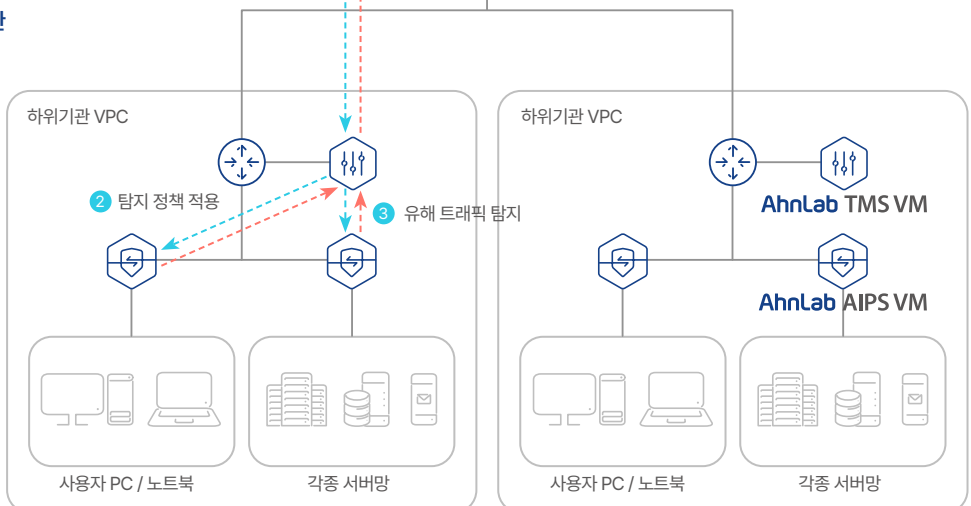 하위기관 VPC
하위기관 VPC
AhnLab TMS VM
2 탐지 정책 적용
3 유해 트래픽 탐지
AhnLab AIPS VM
사용자 PC / 노트북
각종 서버망
사용자 PC / 노트북
각종 서버망